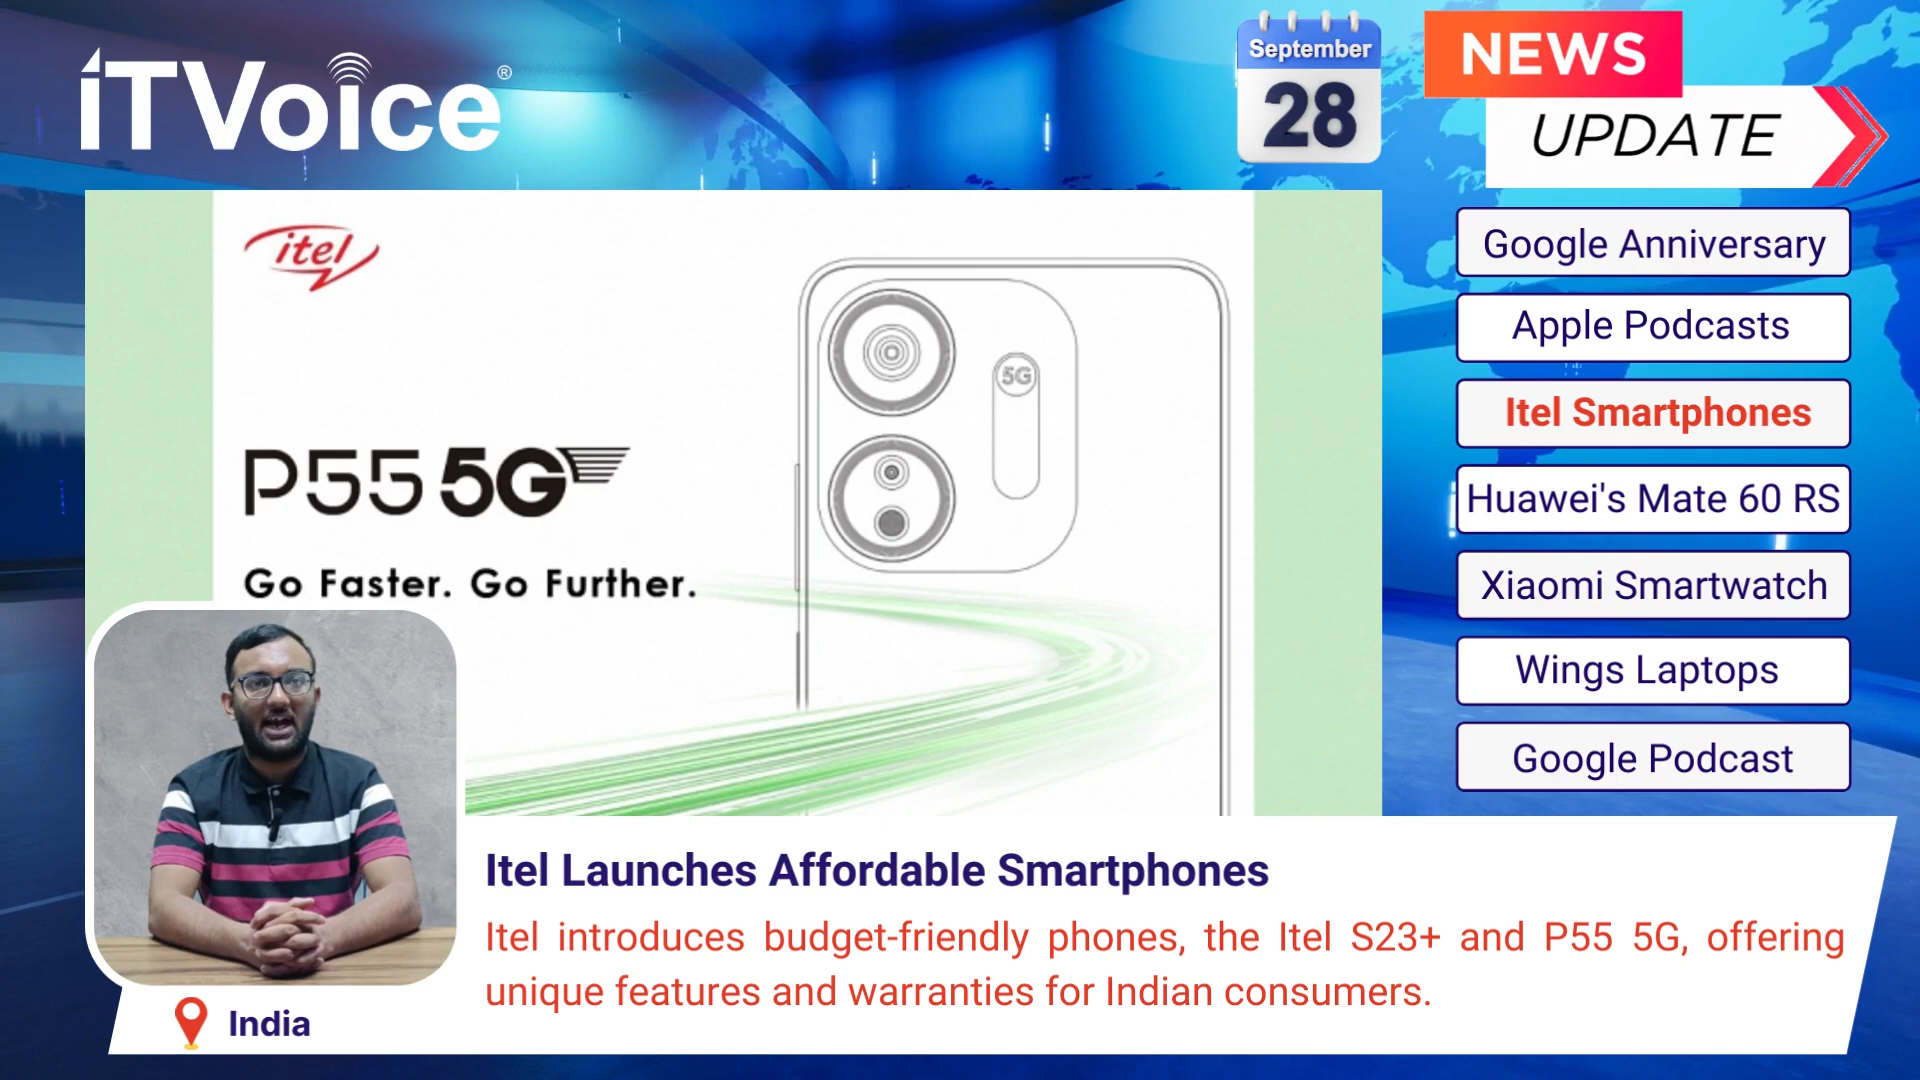 iTVoice®
September
28
NEWS
UPDATE
itel
5G
P55 5G
Go Faster. Go Further.
Google Anniversary
Apple Podcasts
Itel Smartphones
Huawei's Mate 60 RS
Xiaomi Smartwatch
Wings Laptops
Google Podcast
Itel Launches Affordable Smartphones
Itel introduces budget-friendly phones, the Itel S23+ and P55 5G, offering
unique features and warranties for Indian consumers.
India